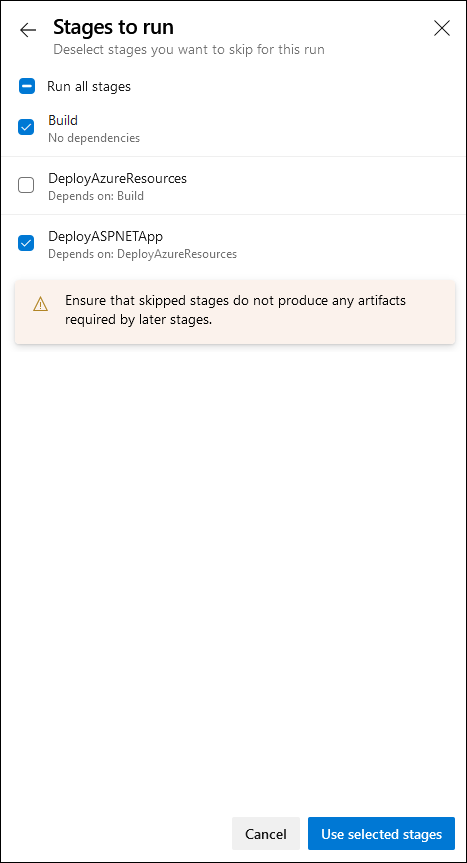 Stages to run
Deselect stages you want to skip for this run
Run all stages
Build
No dependencies
DeployAzureResources
Depends on: Build
DeployASPNETApp
Depends on: DeployAzureResources
Ensure that skipped stages do not produce any artifacts
required by later stages.
Cancel
Use selected stages